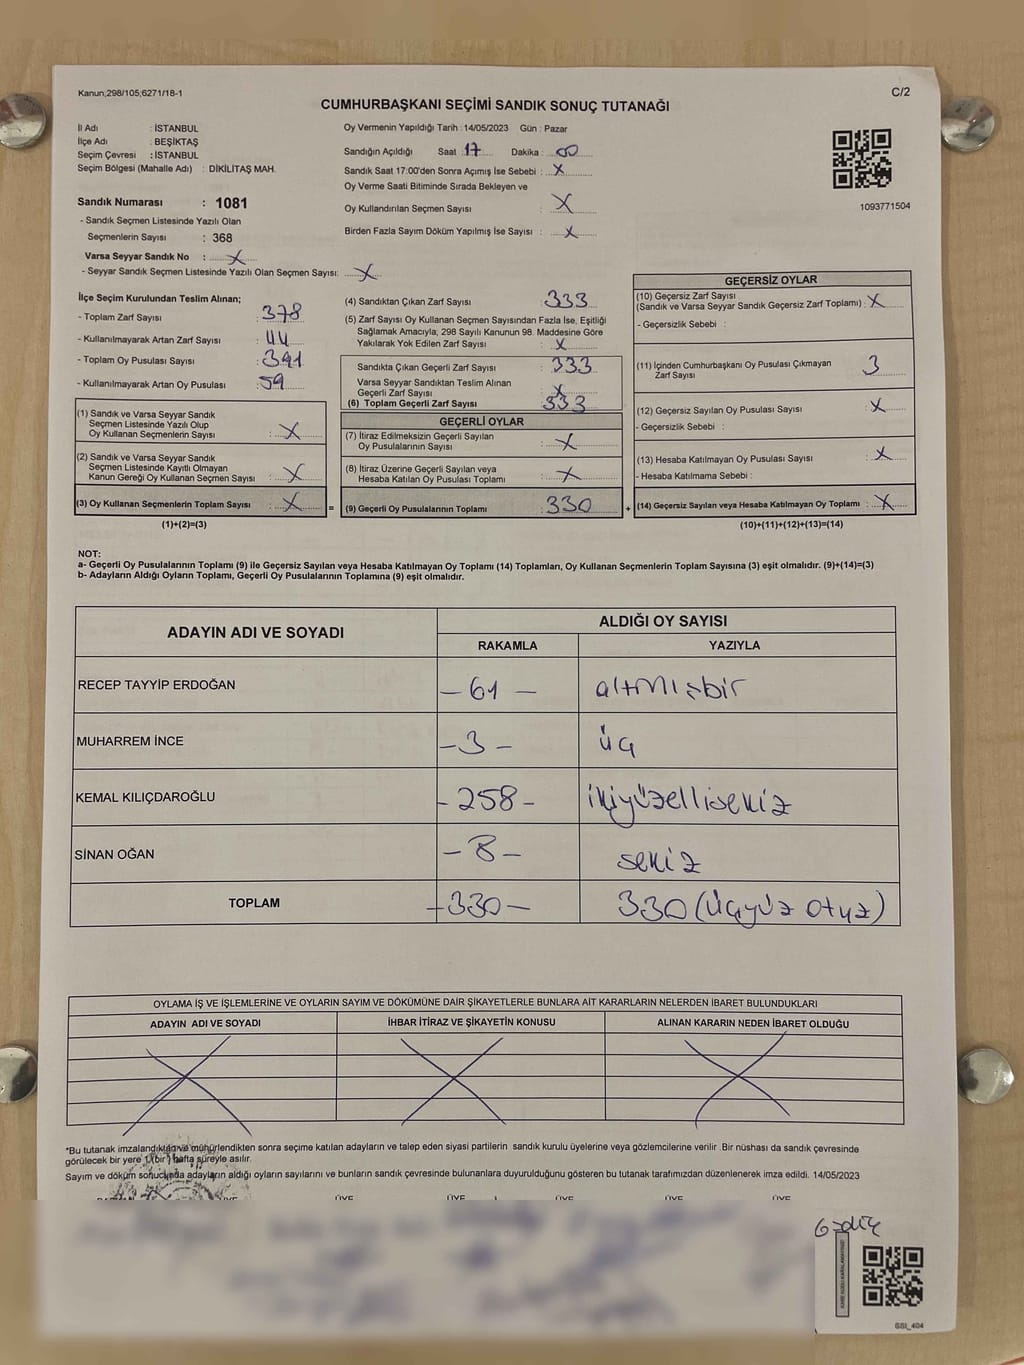 Kanun;298/105;6271/18-1
C/2
CUMHURBAŞKANI SEÇİMİ SANDIK SONUÇ TUTANAĞI
İl Adı : İSTANBUL
İlçe Adı : BEŞİKTAŞ
Seçim Çevresi : İSTANBUL
Seçim Bölgesi (Mahalle Adı) : DİKİLİTAŞ MAH.
Sandık Numarası : 1081
- Sandık Seçmen Listesinde Yazılı Olan
Seçmenlerin Sayısı : 368
Varsa Seyyar Sandık No : X
- Seyyar Sandık Seçmen Listesinde Yazılı Olan Seçmen Sayısı: X
Oy Vermenin Yapıldığı Tarih : 14/05/2023 Gün : Pazar
Sandığın Açıldığı Saat 17 Dakika : 00
Sandık Saat 17:00'den Sonra Açımış İse Sebebi : X
Oy Verme Saati Bitiminde Sırada Bekleyen ve
Oy Kullandırılan Seçmen Sayısı : X
Birden Fazla Sayım Döküm Yapılmış İse Sayısı : X
1093771504
İlçe Seçim Kurulundan Teslim Alınan;
- Toplam Zarf Sayısı : 378
- Kullanılmayarak Artan Zarf Sayısı : 44
- Toplam Oy Pusulası Sayısı : 391
- Kullanılmayarak Artan Oy Pusulası : 59
(1) Sandık ve Varsa Seyyar Sandık
Seçmen Listesinde Yazılı Olup
Oy Kullanan Seçmenlerin Sayısı : X
(2) Sandık ve Varsa Seyyar Sandık
Seçmen Listesinde Kayıtlı Olmayan
Kanun Gereği Oy Kullanan Seçmen Sayısı : X
(3) Oy Kullanan Seçmenlerin Toplam Sayısı : X
(1)+(2)=(3)
(4) Sandıktan Çıkan Zarf Sayısı : 333
(5) Zarf Sayısı Oy Kullanan Seçmen Sayısından Fazla İse, Eşitliği
Sağlamak Amacıyla; 298 Sayılı Kanunun 98. Maddesine Göre
Yakılarak Yok Edilen Zarf Sayısı : X
Sandıkta Çıkan Geçerli Zarf Sayısı : 333
Varsa Seyyar Sandıktan Teslim Alınan
Geçerli Zarf Sayısı : X
(6) Toplam Geçerli Zarf Sayısı : 333
GEÇERLİ OYLAR
(7) İtiraz Edilmeksizin Geçerli Sayılan
Oy Pusulalarının Sayısı : X
(8) İtiraz Üzerine Geçerli Sayılan veya
Hesaba Katılan Oy Pusulası Toplamı : X
= (9) Geçerli Oy Pusulalarının Toplamı : 330 +
GEÇERSİZ OYLAR
(10) Geçersiz Zarf Sayısı
(Sandık ve Varsa Seyyar Sandık Geçersiz Zarf Toplamı) : X
- Geçersizlik Sebebi :
(11) İçinden Cumhurbaşkanı Oy Pusulası Çıkmayan
Zarf Sayısı : 3
(12) Geçersiz Sayılan Oy Pusulası Sayısı : X
- Geçersizlik Sebebi :
(13) Hesaba Katılmayan Oy Pusulası Sayısı : X
- Hesaba Katılmama Sebebi :
(14) Geçersiz Sayılan veya Hesaba Katılmayan Oy Toplamı : X
(10)+(11)+(12)+(13)=(14)
NOT:
a- Geçerli Oy Pusulalarının Toplamı (9) ile Geçersiz Sayılan veya Hesaba Katılmayan Oy Toplamı (14) Toplamları, Oy Kullanan Seçmenlerin Toplam Sayısına (3) eşit olmalıdır. (9)+(14)=(3)
b- Adayların Aldığı Oyların Toplamı, Geçerli Oy Pusulalarının Toplamına (9) eşit olmalıdır.
ADAYIN ADI VE SOYADI ALDIĞI OY SAYISI
RAKAMLA YAZIYLA
RECEP TAYYİP ERDOĞAN - 61 - altmışbir
MUHARREM İNCE - 3 - üç
KEMAL KILIÇDAROĞLU - 258 - ikiyüzellisekiz
SİNAN OĞAN - 8 - sekiz
TOPLAM - 330 - 330 (üçyüz otuz)
OYLAMA İŞ VE İŞLEMLERİNE VE OYLARIN SAYIM VE DÖKÜMÜNE DAİR ŞİKAYETLERLE BUNLARA AİT KARARLARIN NELERDEN İBARET BULUNDUKLARI
ADAYIN ADI VE SOYADI İHBAR İTİRAZ VE ŞİKAYETİN KONUSU ALINAN KARARIN NEDEN İBARET OLDUĞU
*Bu tutanak imzalandıktan ve mühürlendikten sonra seçime katılan adayların ve talep eden siyasi partilerin sandık kurulu üyelerine veya gözlemcilerine verilir. Bir nüshası da sandık çevresinde
görülecek bir yere 1 (bir) hafta süreyle asılır.
Sayım ve döküm sonucunda adayların aldığı oyların sayılarını ve bunların sandık çevresinde bulunanlara duyurulduğunu gösteren bu tutanak tarafımızdan düzenlenerek imza edildi. 14/05/2023
ÜYE ÜYE ÜYE ÜYE ÜYE
SSI_404